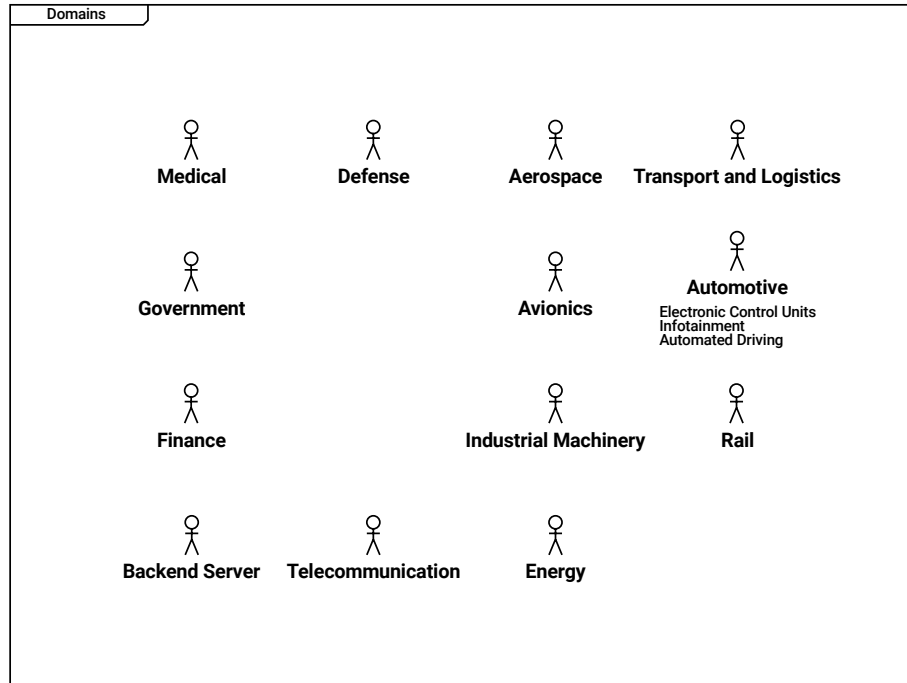 Domains
Medical
Defense
Aerospace
Transport and Logistics
Government
Avionics
Automotive
Electronic Control Units
Infotainment
Automated Driving
Finance
Industrial Machinery
Rail
Backend Server
Telecommunication
Energy